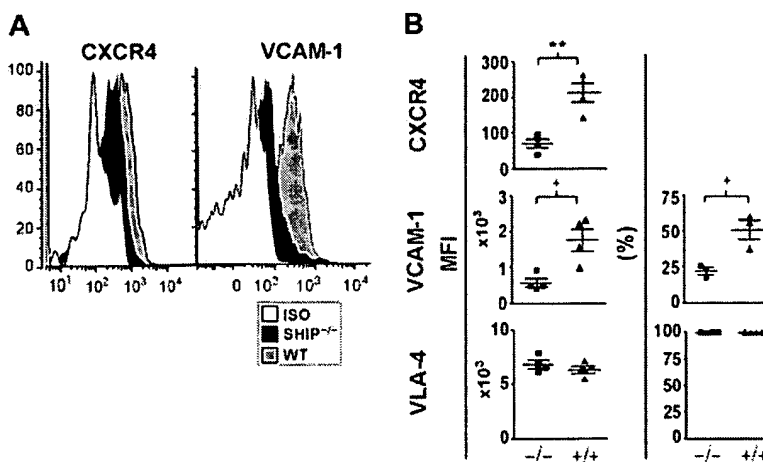 A
CXCR4
VCAM-1
100
80
60
40
20
0
10¹ 10² 10³ 10⁴
0 10² 10³ 10⁴
ISO
SHIP⁻/⁻
WT
B
CXCR4
300
200
100
0
**
VCAM-1
MFI
x10³
3
2
1
0
+
(%)
75
50
25
0
+
VLA-4
x10³
10
5
0
100
75
50
25
0
−/− +/+
−/− +/+